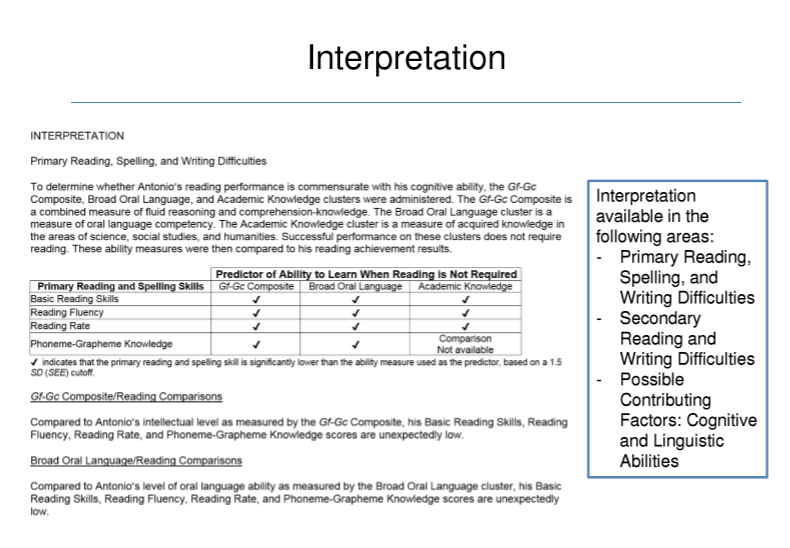 Interpretation
INTERPRETATION
Primary Reading, Spelling, and Writing Difficulties
To determine whether Antonio's reading performance is commensurate with his cognitive ability, the Gf-Gc
Composite, Broad Oral Language, and Academic Knowledge clusters were administered. The Gf-Gc Composite is
a combined measure of fluid reasoning and comprehension-knowledge. The Broad Oral Language cluster is a
measure of oral language competency. The Academic Knowledge cluster is a measure of acquired knowledge in
the areas of science, social studies, and humanities. Successful performance on these clusters does not require
reading. These ability measures were then compared to his reading achievement results.
Predictor of Ability to Learn When Reading is Not Required
Primary Reading and Spelling Skills Gf-Gc Composite Broad Oral Language Academic Knowledge
Basic Reading Skills ✓ ✓ ✓
Reading Fluency ✓ ✓ ✓
Reading Rate ✓ ✓ ✓
Phoneme-Grapheme Knowledge ✓ ✓ Comparison
Not available
✓ indicates that the primary reading and spelling skill is significantly lower than the ability measure used as the predictor, based on a 1.5
SD (SEE) cutoff.
Gf-Gc Composite/Reading Comparisons
Compared to Antonio's intellectual level as measured by the Gf-Gc Composite, his Basic Reading Skills, Reading
Fluency, Reading Rate, and Phoneme-Grapheme Knowledge scores are unexpectedly low.
Broad Oral Language/Reading Comparisons
Compared to Antonio's level of oral language ability as measured by the Broad Oral Language cluster, his Basic
Reading Skills, Reading Fluency, Reading Rate, and Phoneme-Grapheme Knowledge scores are unexpectedly
low.
Interpretation
available in the
following areas:
- Primary Reading,
Spelling, and
Writing Difficulties
- Secondary
Reading and
Writing Difficulties
- Possible
Contributing
Factors: Cognitive
and Linguistic
Abilities